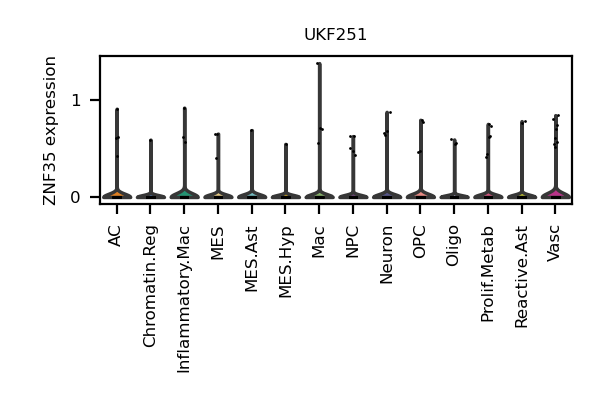 UKF251
ZNF35 expression
1
0
AC
Chromatin.Reg
Inflammatory.Mac
MES
MES.Ast
MES.Hyp
Mac
NPC
Neuron
OPC
Oligo
Prolif.Metab
Reactive.Ast
Vasc